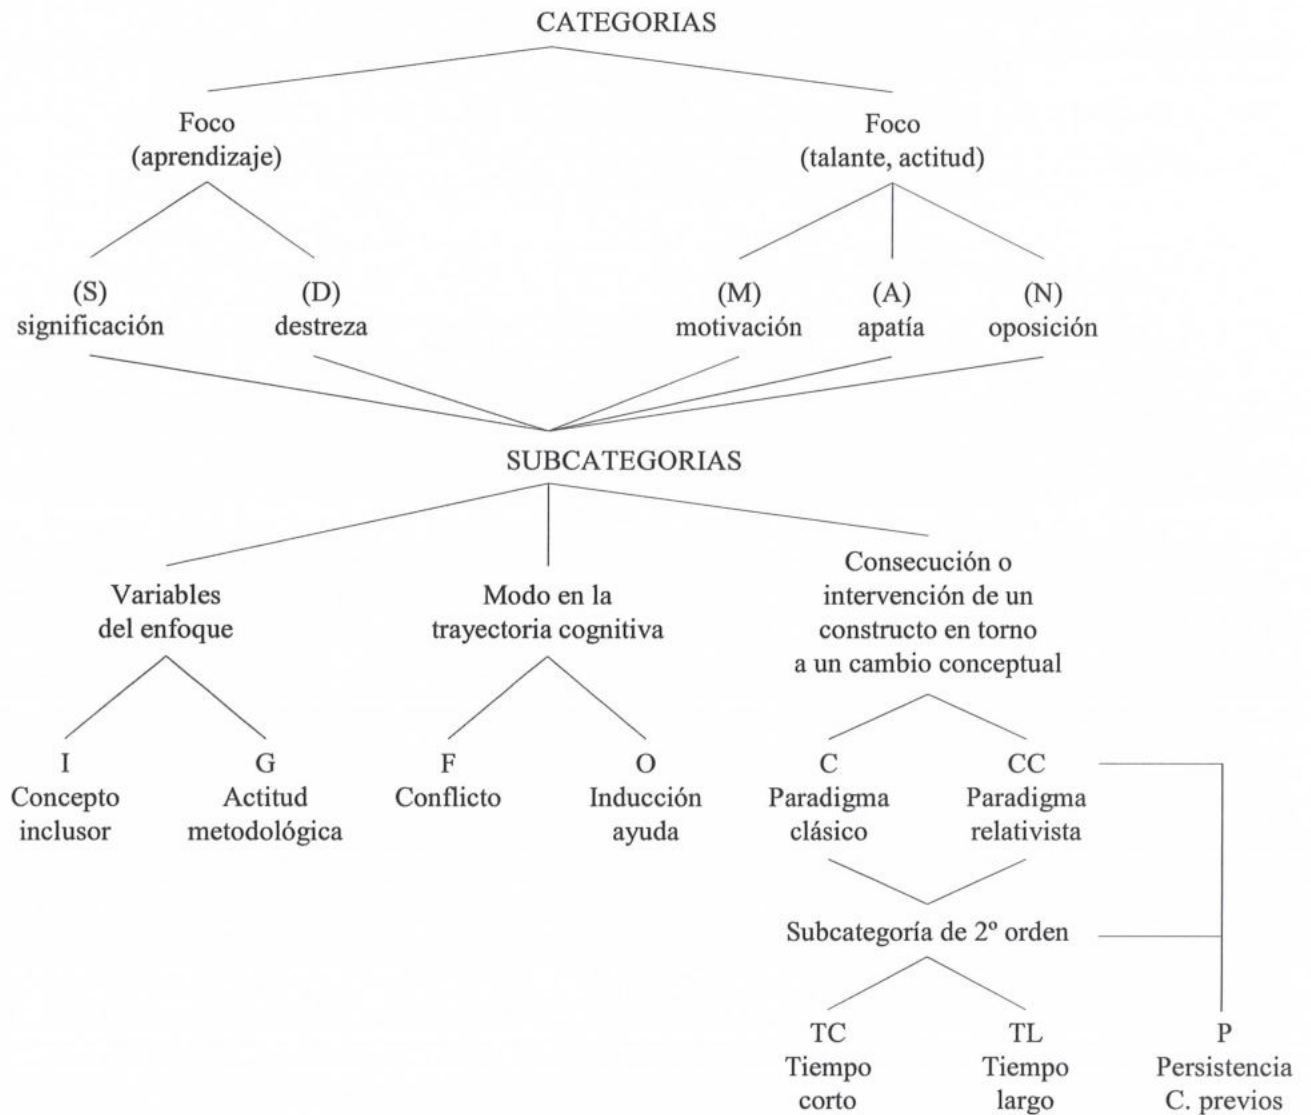 CATEGORIAS
Foco
(aprendizaje)
Foco
(talante, actitud)
(S)
significación
(D)
destreza
(M)
motivación
(A)
apatía
(N)
oposición
SUBCATEGORIAS
Variables
del enfoque
Modo en la
trayectoria cognitiva
Consecución o
intervención de un
constructo en torno
a un cambio conceptual
I
Concepto
inclusor
G
Actitud
metodológica
F
Conflicto
O
Inducción
ayuda
C
Paradigma
clásico
CC
Paradigma
relativista
Subcategoría de 2º orden
TC
Tiempo
corto
TL
Tiempo
largo
P
Persistencia
C. previos